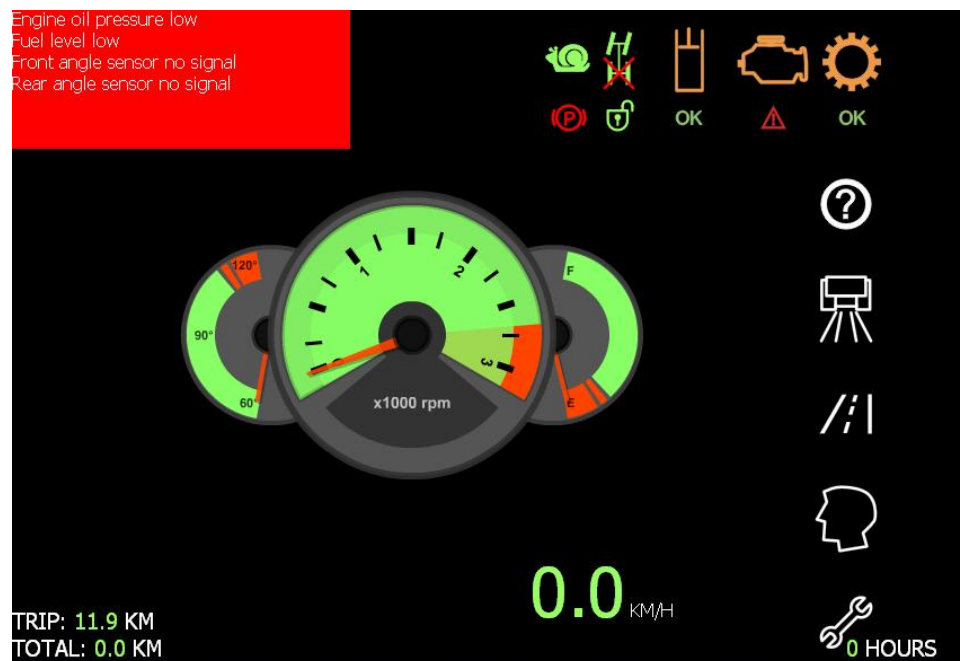 Engine oil pressure low
Fuel level low
Front angle sensor no signal
Rear angle sensor no signal
(P)
OK
OK
?
120°
90°
60°
0
1
2
3
x1000 rpm
F
E
0.0 KM/H
TRIP: 11.9 KM
TOTAL: 0.0 KM
0 HOURS